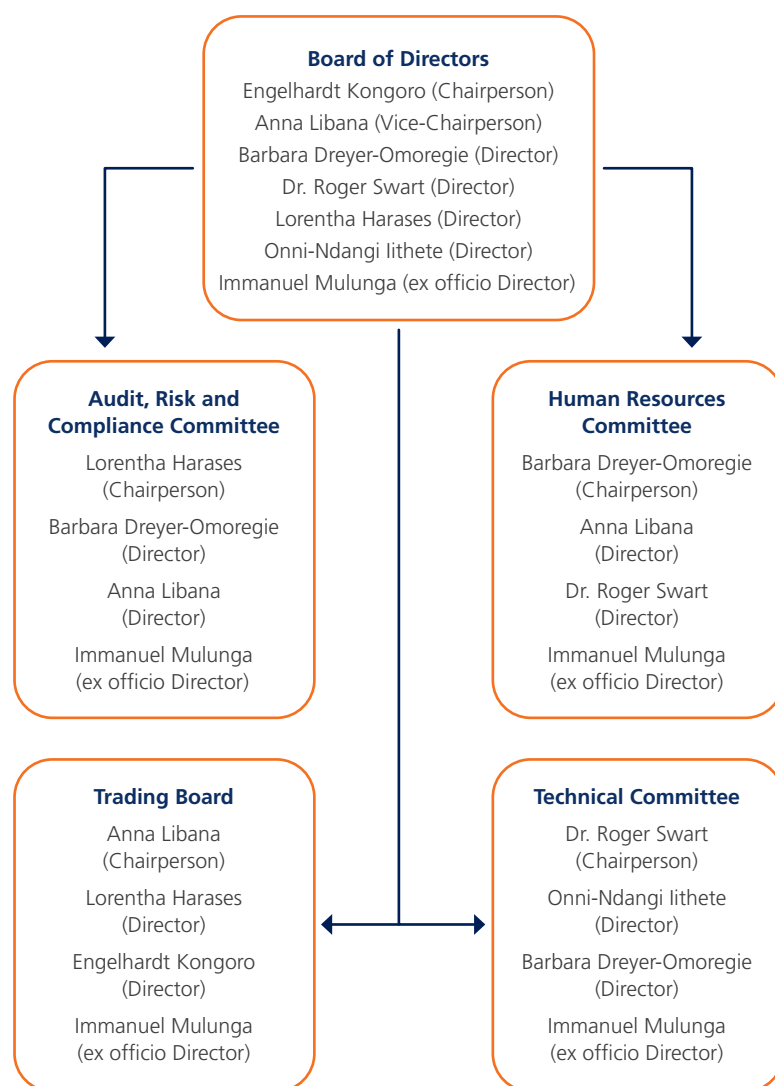 Board of Directors
Engelhardt Kongoro (Chairperson)
Anna Libana (Vice-Chairperson)
Barbara Dreyer-Omoregie (Director)
Dr. Roger Swart (Director)
Lorentha Harases (Director)
Onni-Ndangi Iithete (Director)
Immanuel Mulunga (ex officio Director)
Audit, Risk and
Compliance Committee
Lorentha Harases
(Chairperson)
Barbara Dreyer-Omoregie
(Director)
Anna Libana
(Director)
Immanuel Mulunga
(ex officio Director)
Human Resources
Committee
Barbara Dreyer-Omoregie
(Chairperson)
Anna Libana
(Director)
Dr. Roger Swart
(Director)
Immanuel Mulunga
(ex officio Director)
Trading Board
Anna Libana
(Chairperson)
Lorentha Harases
(Director)
Engelhardt Kongoro
(Director)
Immanuel Mulunga
(ex officio Director)
Technical Committee
Dr. Roger Swart
(Chairperson)
Onni-Ndangi Iithete
(Director)
Barbara Dreyer-Omoregie
(Director)
Immanuel Mulunga
(ex officio Director)